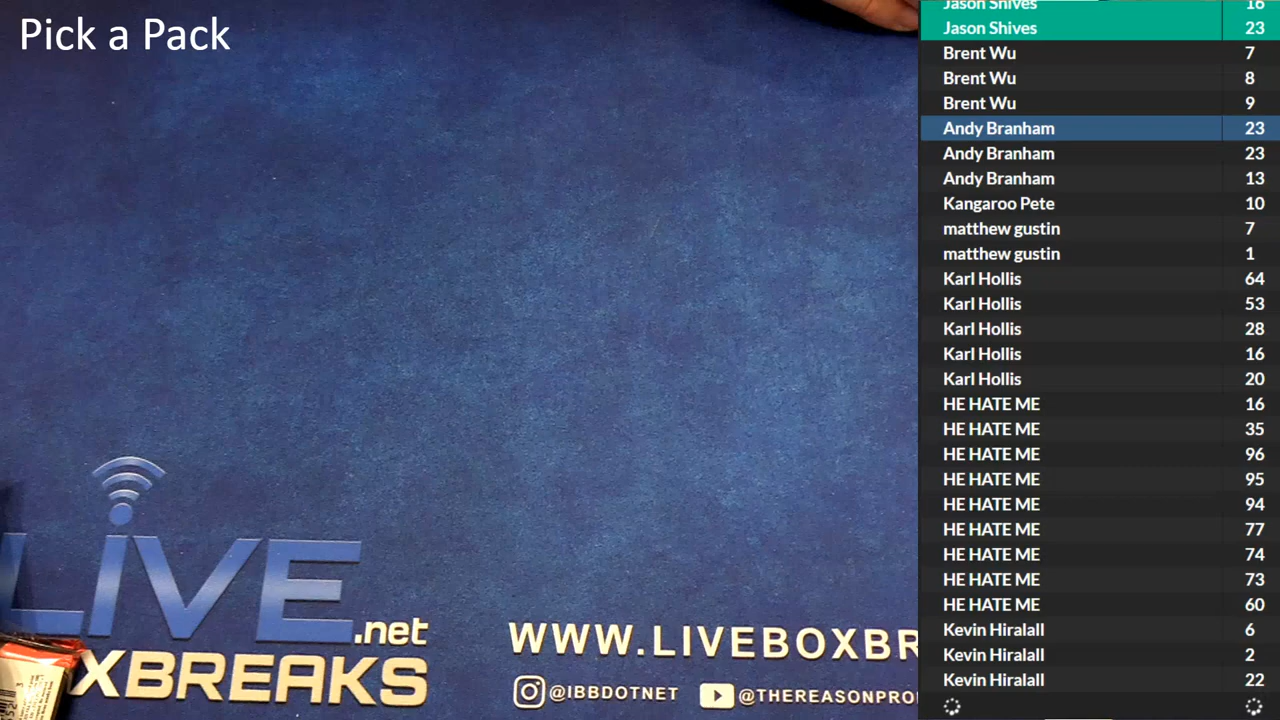 Pick a Pack
Jason Shives 16
Jason Shives 23
Brent Wu 7
Brent Wu 8
Brent Wu 9
Andy Branham 23
Andy Branham 23
Andy Branham 13
Kangaroo Pete 10
matthew gustin 7
matthew gustin 1
Karl Hollis 64
Karl Hollis 53
Karl Hollis 28
Karl Hollis 16
Karl Hollis 20
HE HATE ME 16
HE HATE ME 35
HE HATE ME 96
HE HATE ME 95
HE HATE ME 94
HE HATE ME 77
HE HATE ME 74
HE HATE ME 73
HE HATE ME 60
Kevin Hiralall 6
Kevin Hiralall 2
Kevin Hiralall 22
LIVE
.net
XBREAKS
WWW.LIVEBOXBR
@IBBDOTNET @THEREASONPRO